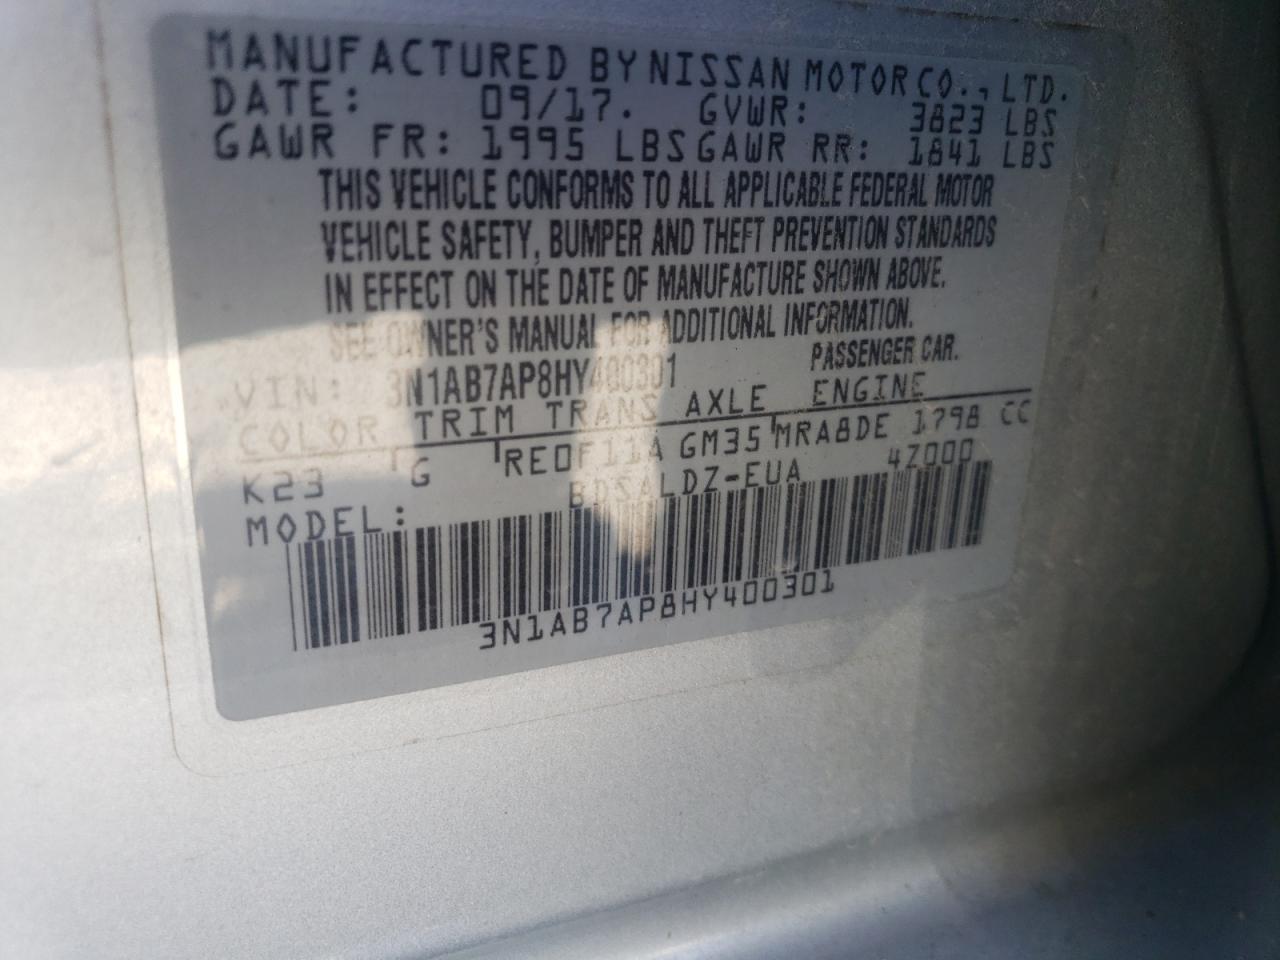 MANUFACTURED BY NISSAN MOTOR CO., LTD.
DATE: 09/17. GVWR: 3823 LBS
GAWR FR: 1995 LBS GAWR RR: 1841 LBS
THIS VEHICLE CONFORMS TO ALL APPLICABLE FEDERAL MOTOR
VEHICLE SAFETY, BUMPER AND THEFT PREVENTION STANDARDS
IN EFFECT ON THE DATE OF MANUFACTURE SHOWN ABOVE.
SEE OWNER'S MANUAL FOR ADDITIONAL INFORMATION.
VIN: 3N1AB7AP8HY400301 PASSENGER CAR.
COLOR TRIM TRANS AXLE ENGINE
K23 G RE0F11A GM35 MRA8DE 1798 CC
MODEL: BDSALDZ-EUA 4Z000
3N1AB7AP8HY400301